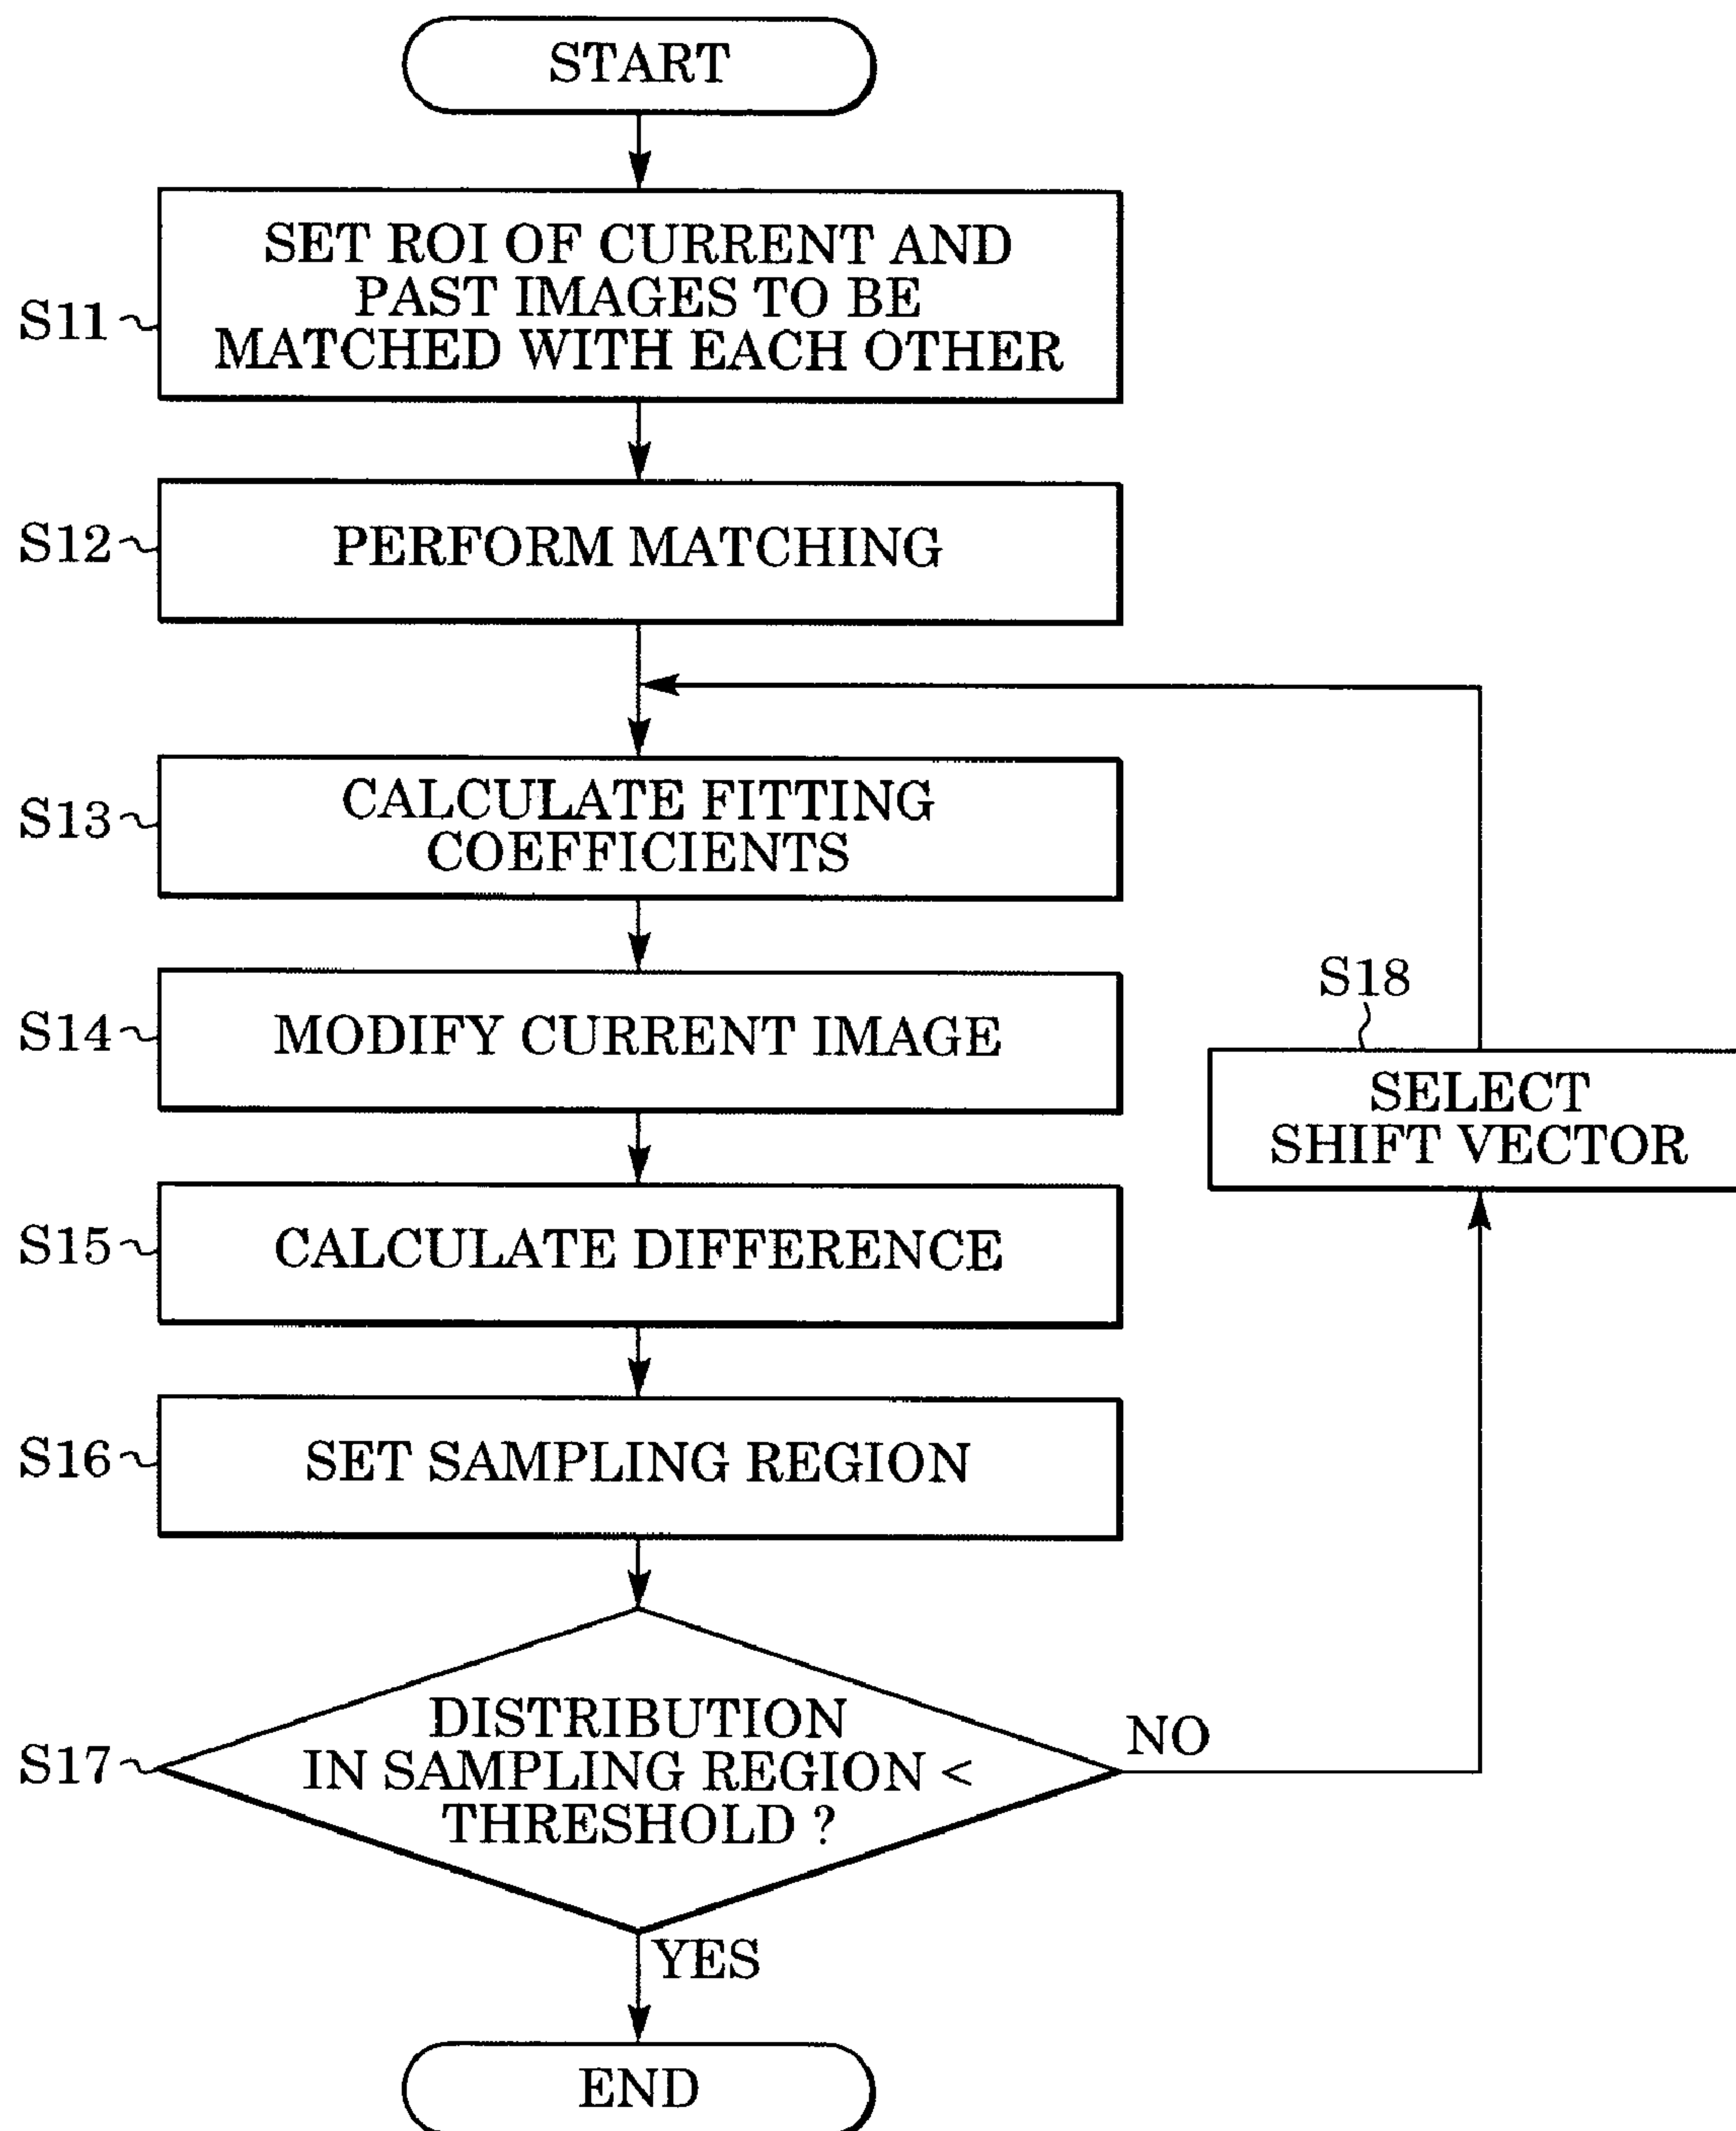 START
S11
SET ROI OF CURRENT AND
PAST IMAGES TO BE
MATCHED WITH EACH OTHER
S12
PERFORM MATCHING
S13
CALCULATE FITTING
COEFFICIENTS
S14
MODIFY CURRENT IMAGE
S18
SELECT
SHIFT VECTOR
S15
CALCULATE DIFFERENCE
S16
SET SAMPLING REGION
S17
DISTRIBUTION
IN SAMPLING REGION <
THRESHOLD ?
NO
YES
END